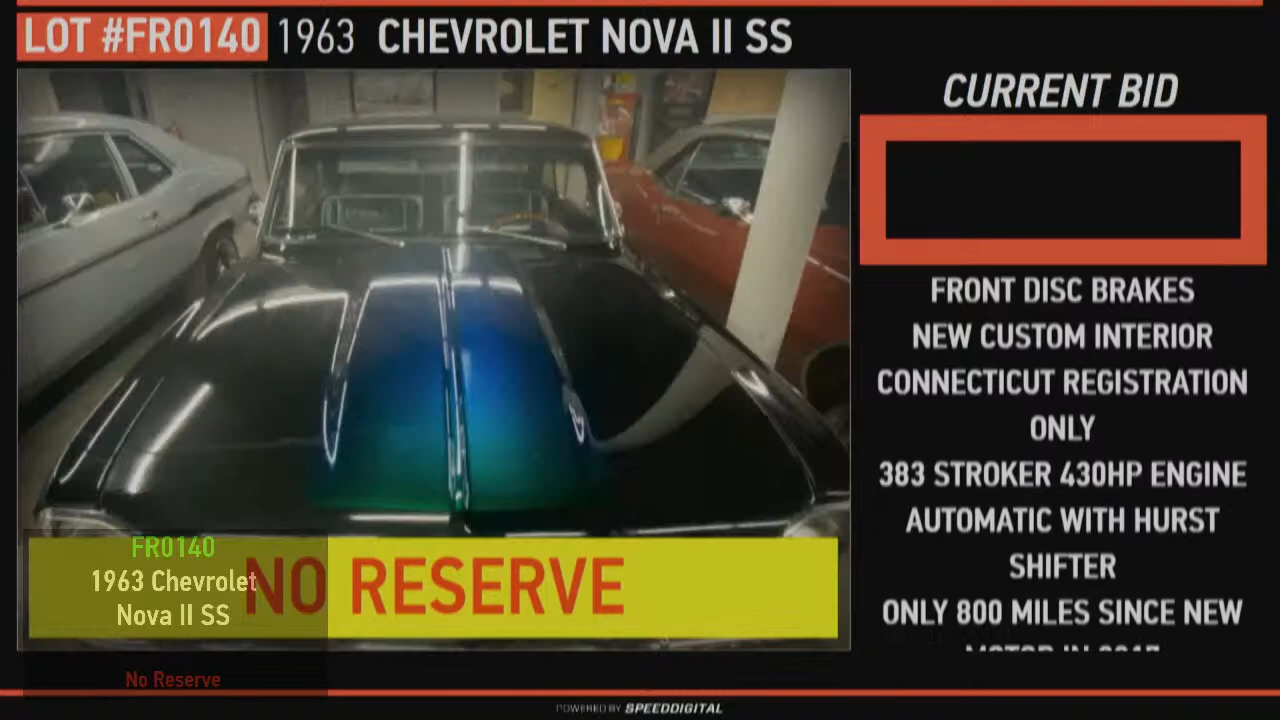 LOT #FR0140 1963 CHEVROLET NOVA II SS
CURRENT BID
FRONT DISC BRAKES
NEW CUSTOM INTERIOR
CONNECTICUT REGISTRATION
ONLY
383 STROKER 430HP ENGINE
AUTOMATIC WITH HURST
SHIFTER
ONLY 800 MILES SINCE NEW
NO RESERVE
FR0140
1963 Chevrolet
Nova II SS
No Reserve
POWERED BY SPEEDDIGITAL